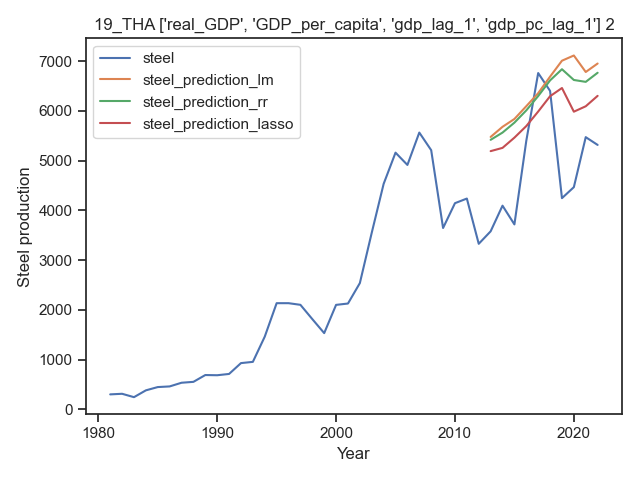 19_THA ['real_GDP', 'GDP_per_capita', 'gdp_lag_1', 'gdp_pc_lag_1'] 2
steel
steel_prediction_lm
steel_prediction_rr
steel_prediction_lasso
7000
6000
5000
4000
3000
2000
1000
0
Steel production
1980
1990
2000
2010
2020
Year